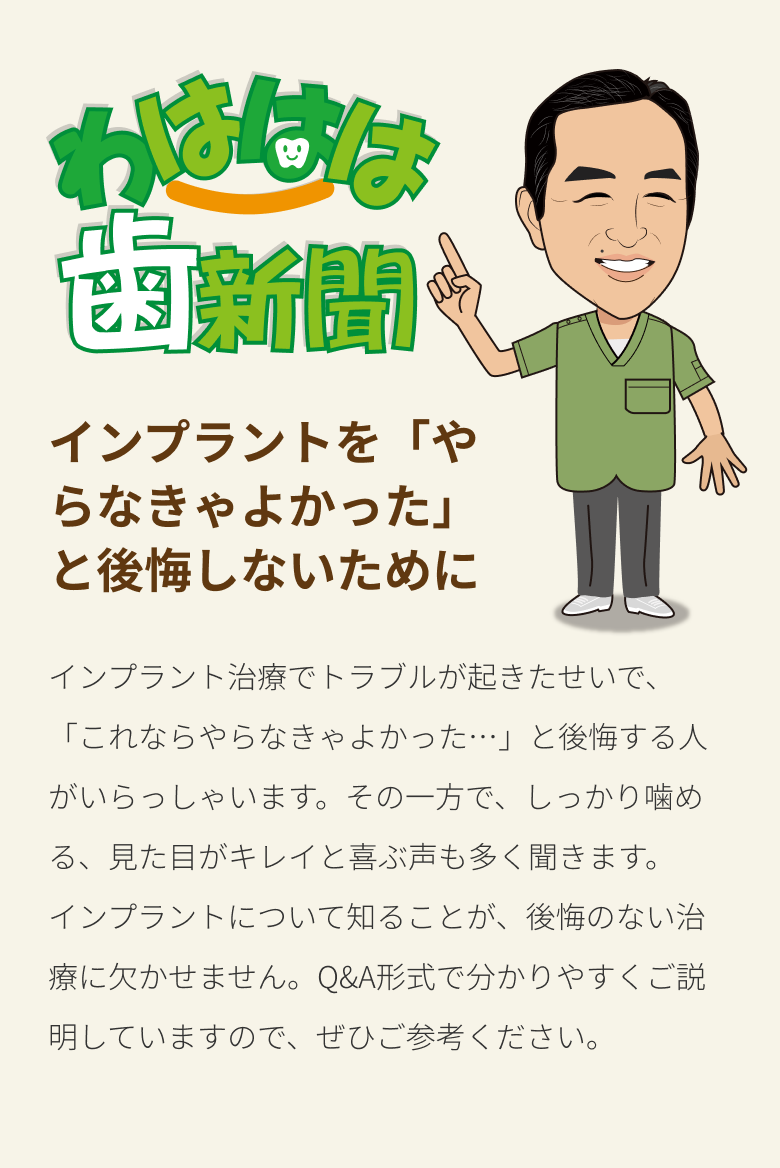 わははは
歯新聞
インプラントを「や
らなきゃよかった」
と後悔しないために
インプラント治療でトラブルが起きたせいで、
「これならやらなきゃよかった…」と後悔する人
がいらっしゃいます。その一方で、しっかり噛め
る、見た目がキレイと喜ぶ声も多く聞きます。
インプラントについて知ることが、後悔のない治
療に欠かせません。Q&A形式で分かりやすくご説
明していますので、ぜひご参考ください。